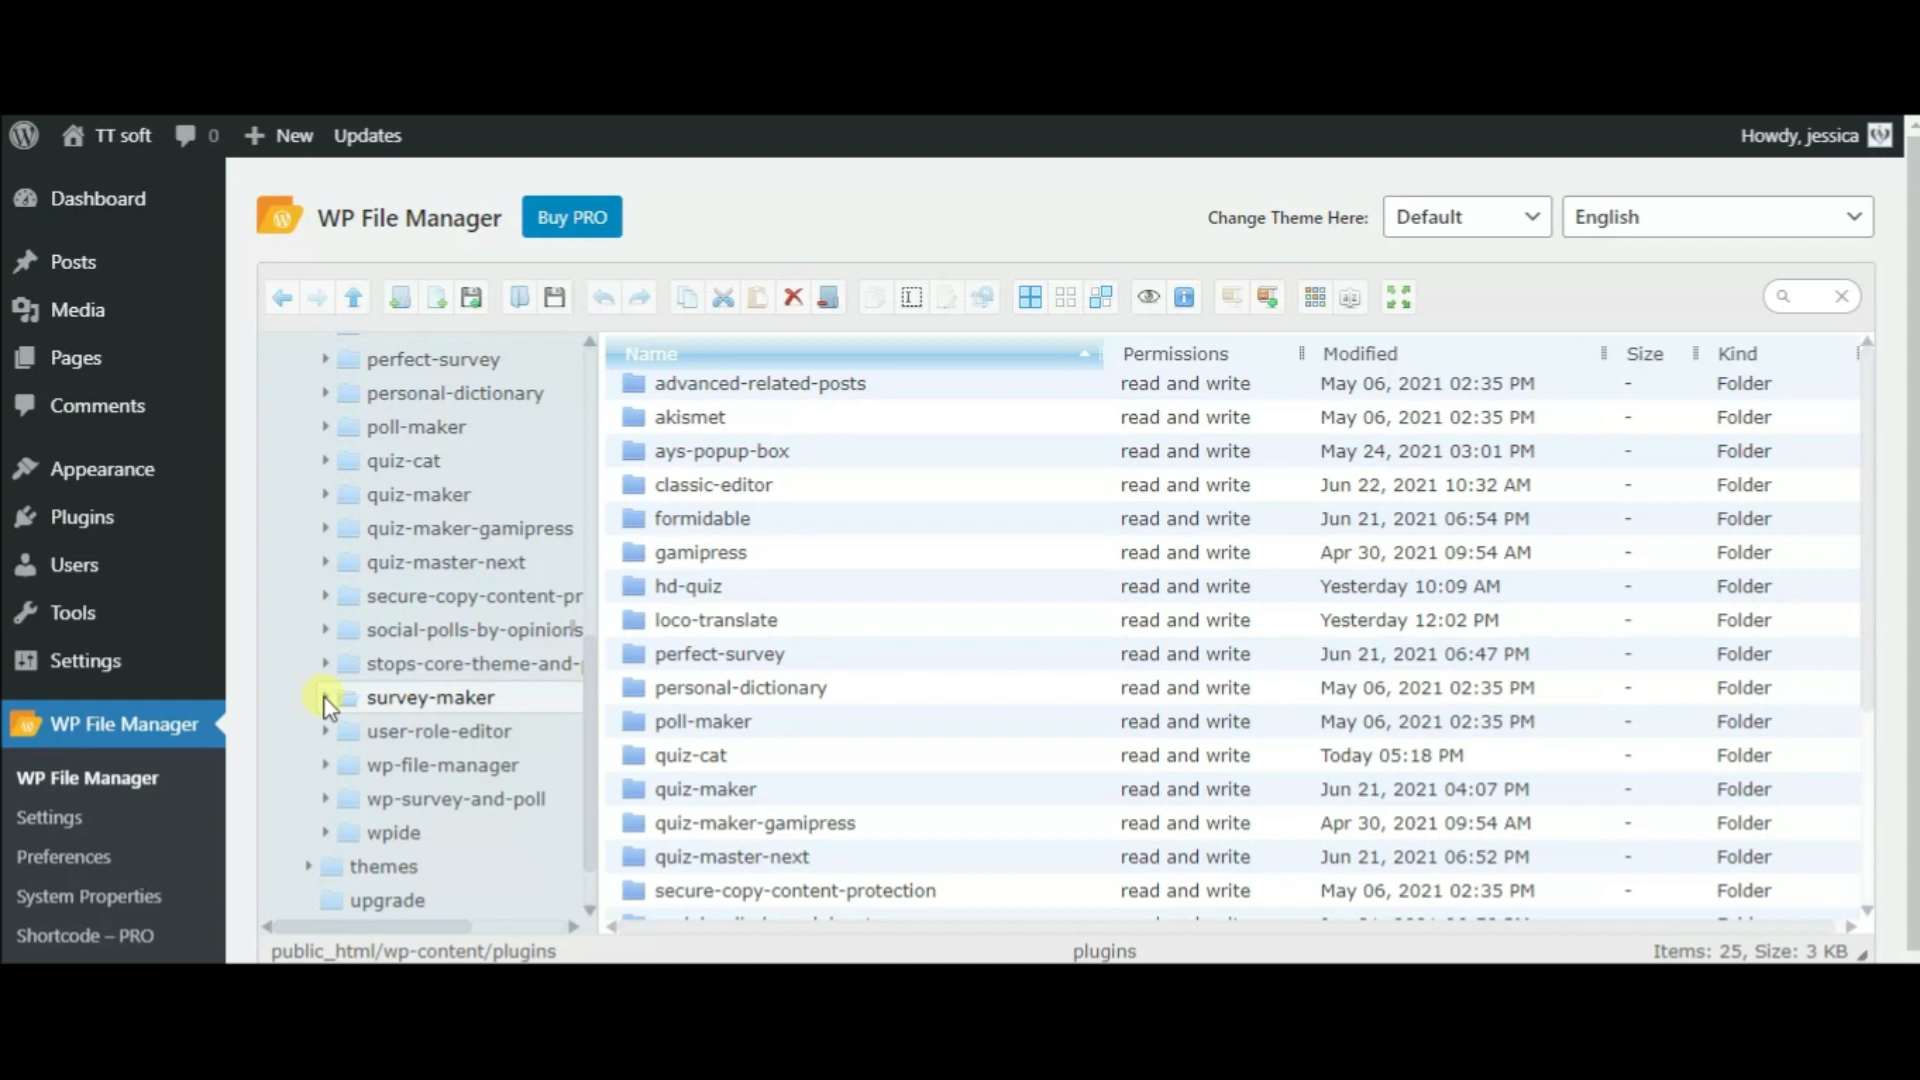 TT soft 0 New Updates Howdy, jessica
Dashboard
Posts
Media
Pages
Comments
Appearance
Plugins
Users
Tools
Settings
WP File Manager
WP File Manager
Settings
Preferences
System Properties
Shortcode – PRO
WP File Manager Buy PRO Change Theme Here: Default English
perfect-survey
personal-dictionary
poll-maker
quiz-cat
quiz-maker
quiz-maker-gamipress
quiz-master-next
secure-copy-content-pr
social-polls-by-opinions
stops-core-theme-and-
survey-maker
user-role-editor
wp-file-manager
wp-survey-and-poll
wpide
themes
upgrade
Name Permissions Modified Size Kind
advanced-related-posts read and write May 06, 2021 02:35 PM - Folder
akismet read and write May 06, 2021 02:35 PM - Folder
ays-popup-box read and write May 24, 2021 03:01 PM - Folder
classic-editor read and write Jun 22, 2021 10:32 AM - Folder
formidable read and write Jun 21, 2021 06:54 PM - Folder
gamipress read and write Apr 30, 2021 09:54 AM - Folder
hd-quiz read and write Yesterday 10:09 AM - Folder
loco-translate read and write Yesterday 12:02 PM - Folder
perfect-survey read and write Jun 21, 2021 06:47 PM - Folder
personal-dictionary read and write May 06, 2021 02:35 PM - Folder
poll-maker read and write May 06, 2021 02:35 PM - Folder
quiz-cat read and write Today 05:18 PM - Folder
quiz-maker read and write Jun 21, 2021 04:07 PM - Folder
quiz-maker-gamipress read and write Apr 30, 2021 09:54 AM - Folder
quiz-master-next read and write Jun 21, 2021 06:52 PM - Folder
secure-copy-content-protection read and write May 06, 2021 02:35 PM - Folder
public_html/wp-content/plugins plugins Items: 25, Size: 3 KB